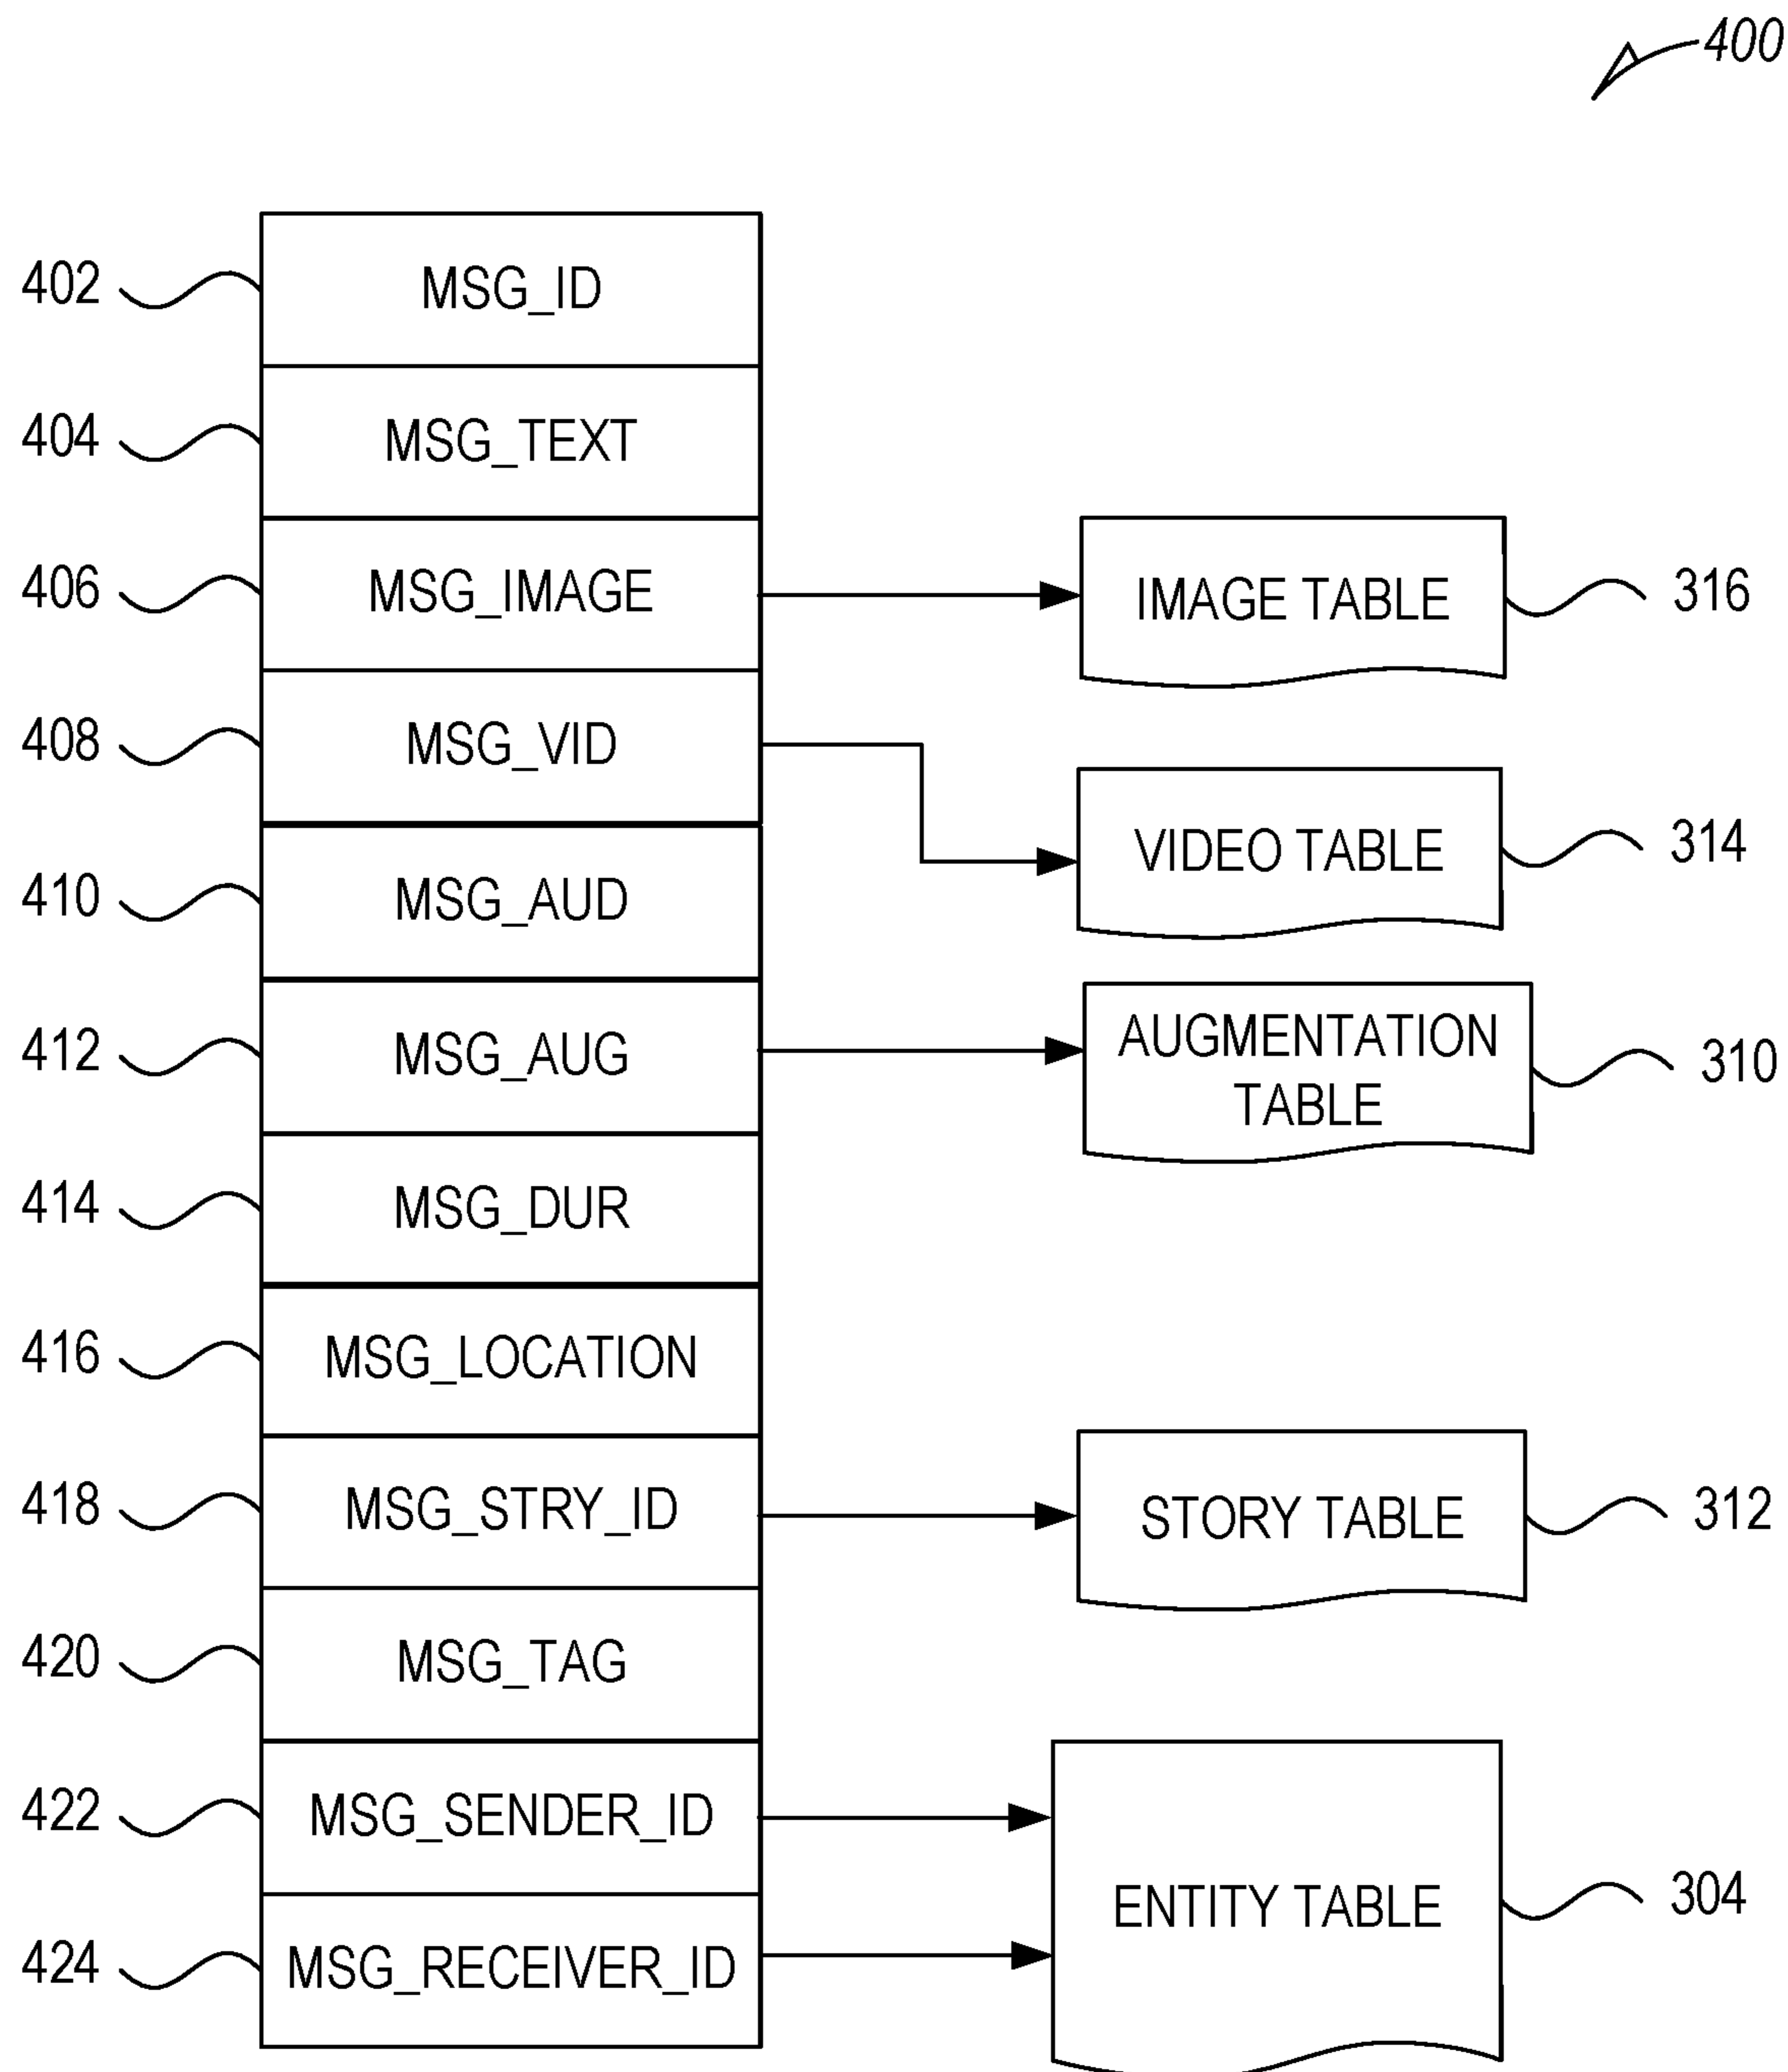 400
402 MSG_ID
404 MSG_TEXT
406 MSG_IMAGE IMAGE TABLE 316
408 MSG_VID VIDEO TABLE 314
410 MSG_AUD
412 MSG_AUG AUGMENTATION
TABLE 310
414 MSG_DUR
416 MSG_LOCATION
418 MSG_STRY_ID STORY TABLE 312
420 MSG_TAG
422 MSG_SENDER_ID
ENTITY TABLE 304
424 MSG_RECEIVER_ID